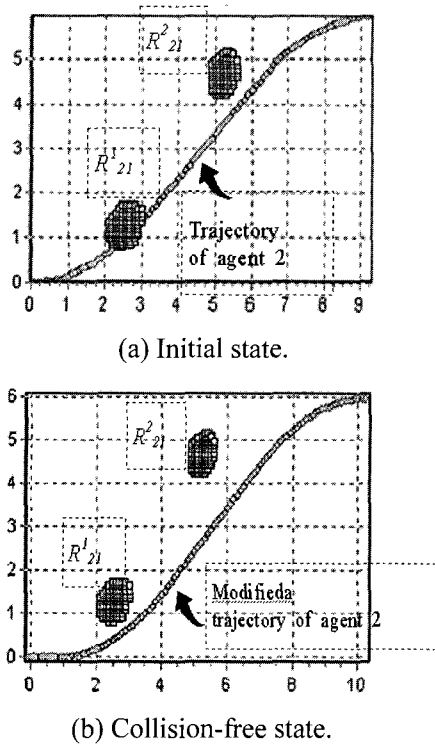 R²₂₁
5
4
3
R¹₂₁
2
1
0
Trajectory
of agent 2
0 1 2 3 4 5 6 7 8 9
(a) Initial state.
6
R²₂₁
5
4
3
R¹₂₁
2
1
0
Modifieda
trajectory of agent 2
0 2 4 6 8 10
(b) Collision-free state.